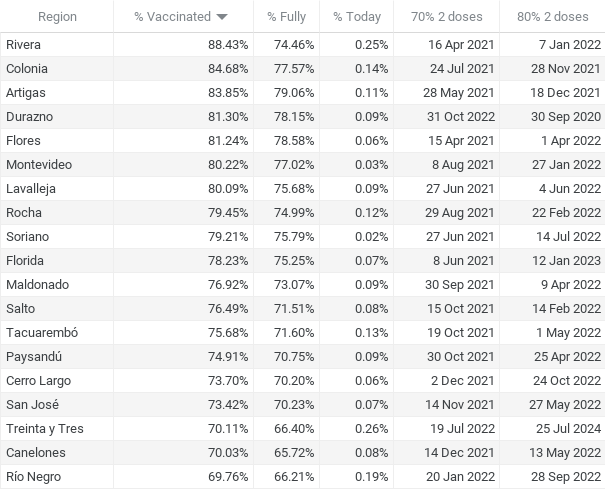 Region % Vaccinated % Fully % Today 70% 2 doses 80% 2 doses
Rivera 88.43% 74.46% 0.25% 16 Apr 2021 7 Jan 2022
Colonia 84.68% 77.57% 0.14% 24 Jul 2021 28 Nov 2021
Artigas 83.85% 79.06% 0.11% 28 May 2021 18 Dec 2021
Durazno 81.30% 78.15% 0.09% 31 Oct 2022 30 Sep 2020
Flores 81.24% 78.58% 0.06% 15 Apr 2021 1 Apr 2022
Montevideo 80.22% 77.02% 0.03% 8 Aug 2021 27 Jan 2022
Lavalleja 80.09% 75.68% 0.09% 27 Jun 2021 4 Jun 2022
Rocha 79.45% 74.99% 0.12% 29 Aug 2021 22 Feb 2022
Soriano 79.21% 75.79% 0.02% 27 Jun 2021 14 Jul 2022
Florida 78.23% 75.25% 0.07% 8 Jun 2021 12 Jan 2023
Maldonado 76.92% 73.07% 0.09% 30 Sep 2021 9 Apr 2022
Salto 76.49% 71.51% 0.08% 15 Oct 2021 14 Feb 2022
Tacuarembó 75.68% 71.60% 0.13% 19 Oct 2021 1 May 2022
Paysandú 74.91% 70.75% 0.09% 30 Oct 2021 25 Apr 2022
Cerro Largo 73.70% 70.20% 0.06% 2 Dec 2021 24 Oct 2022
San José 73.42% 70.23% 0.07% 14 Nov 2021 27 May 2022
Treinta y Tres 70.11% 66.40% 0.26% 19 Jul 2022 25 Jul 2024
Canelones 70.03% 65.72% 0.08% 14 Dec 2021 13 May 2022
Río Negro 69.76% 66.21% 0.19% 20 Jan 2022 28 Sep 2022